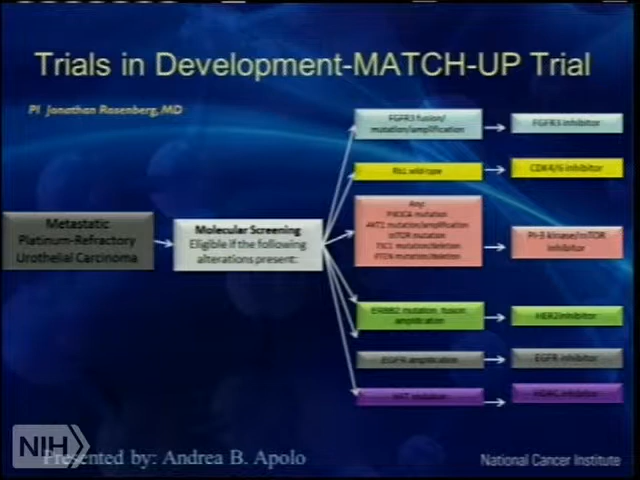 Trials in Development-MATCH-UP Trial
PI Jonathan Rosenberg, MD
Metastatic
Platinum-Refractory
Urothelial Carcinoma
Molecular Screening
Eligible if the following
alterations present:
FGFR3 fusion/
mutation/amplification
FGFR3 inhibitor
Rb1 wild-type
CDK4/6 inhibitor
Any:
PIK3CA mutation
AKT1 mutation/amplification
mTOR mutation
TSC1 mutation/deletion
PTEN mutation/deletion
PI-3 kinase/mTOR
inhibitor
ERBB2 mutation, fusion
amplification
HER2 inhibitor
EGFR amplification
EGFR inhibitor
mutation
inhibitor
NIH
Presented by: Andrea B. Apolo
National Cancer Institute